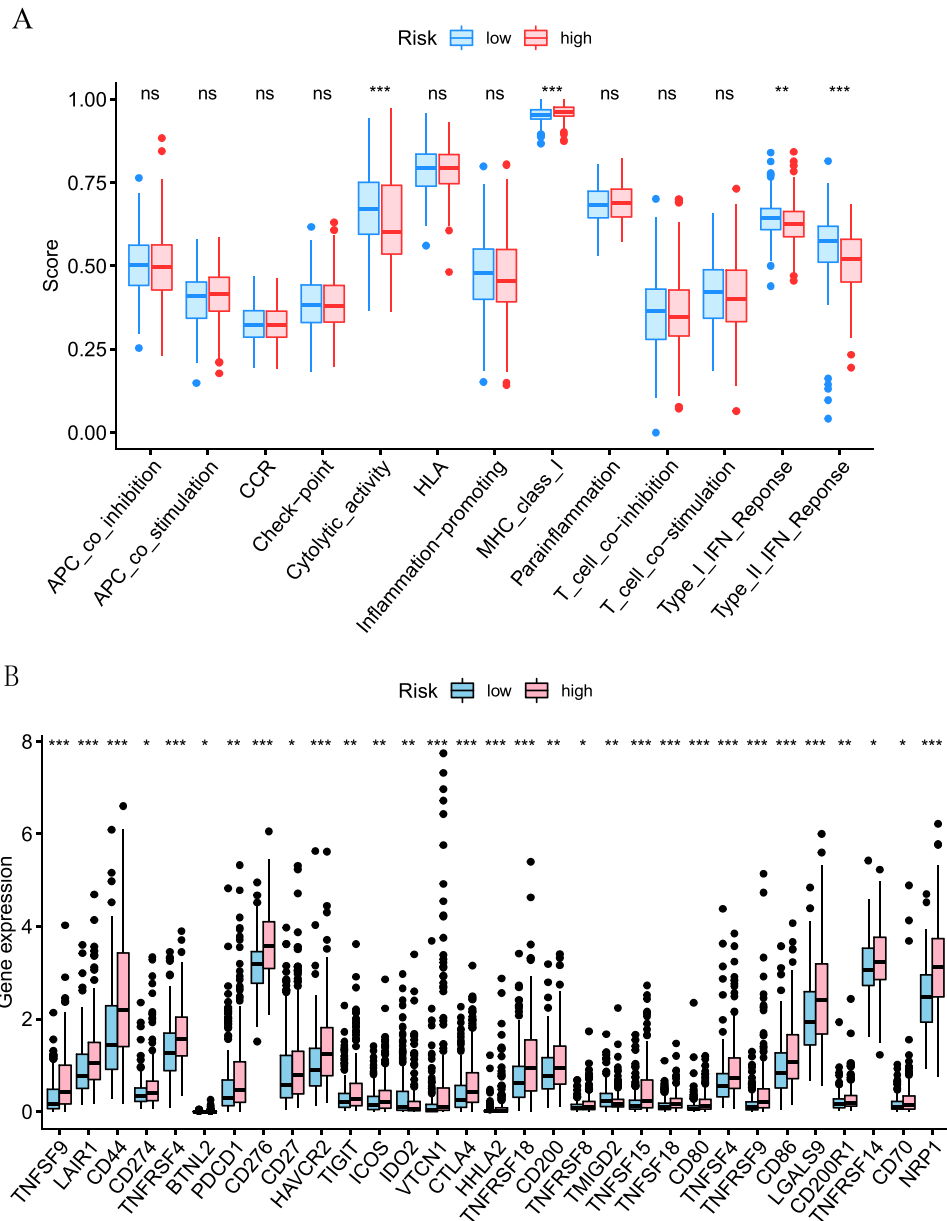 A
Risk low high
ns ns ns ns *** ns ns *** ns ns ns ** ***
1.00
0.75
0.50
0.25
0.00
Score
APC_co_inhibition
APC_co_stimulation
CCR
Check−point
Cytolytic_activity
HLA
Inflammation−promoting
MHC_class_I
Parainflammation
T_cell_co−inhibition
T_cell_co−stimulation
Type_I_IFN_Reponse
Type_II_IFN_Reponse
B
Risk low high
*** *** *** * *** * ** *** * *** ** ** ** *** *** *** *** ** * ** *** *** *** *** *** *** *** ** * * ***
8
6
4
2
0
Gene expression
TNFSF9
LAIR1
CD44
CD274
TNFRSF4
BTNL2
PDCD1
CD276
CD27
HAVCR2
TIGIT
ICOS
IDO2
VTCN1
CTLA4
HHLA2
TNFRSF18
CD200
TNFRSF8
TMIGD2
TNFSF15
TNFSF18
CD80
TNFSF4
TNFRSF9
CD86
LGALS9
CD200R1
TNFRSF14
CD70
NRP1